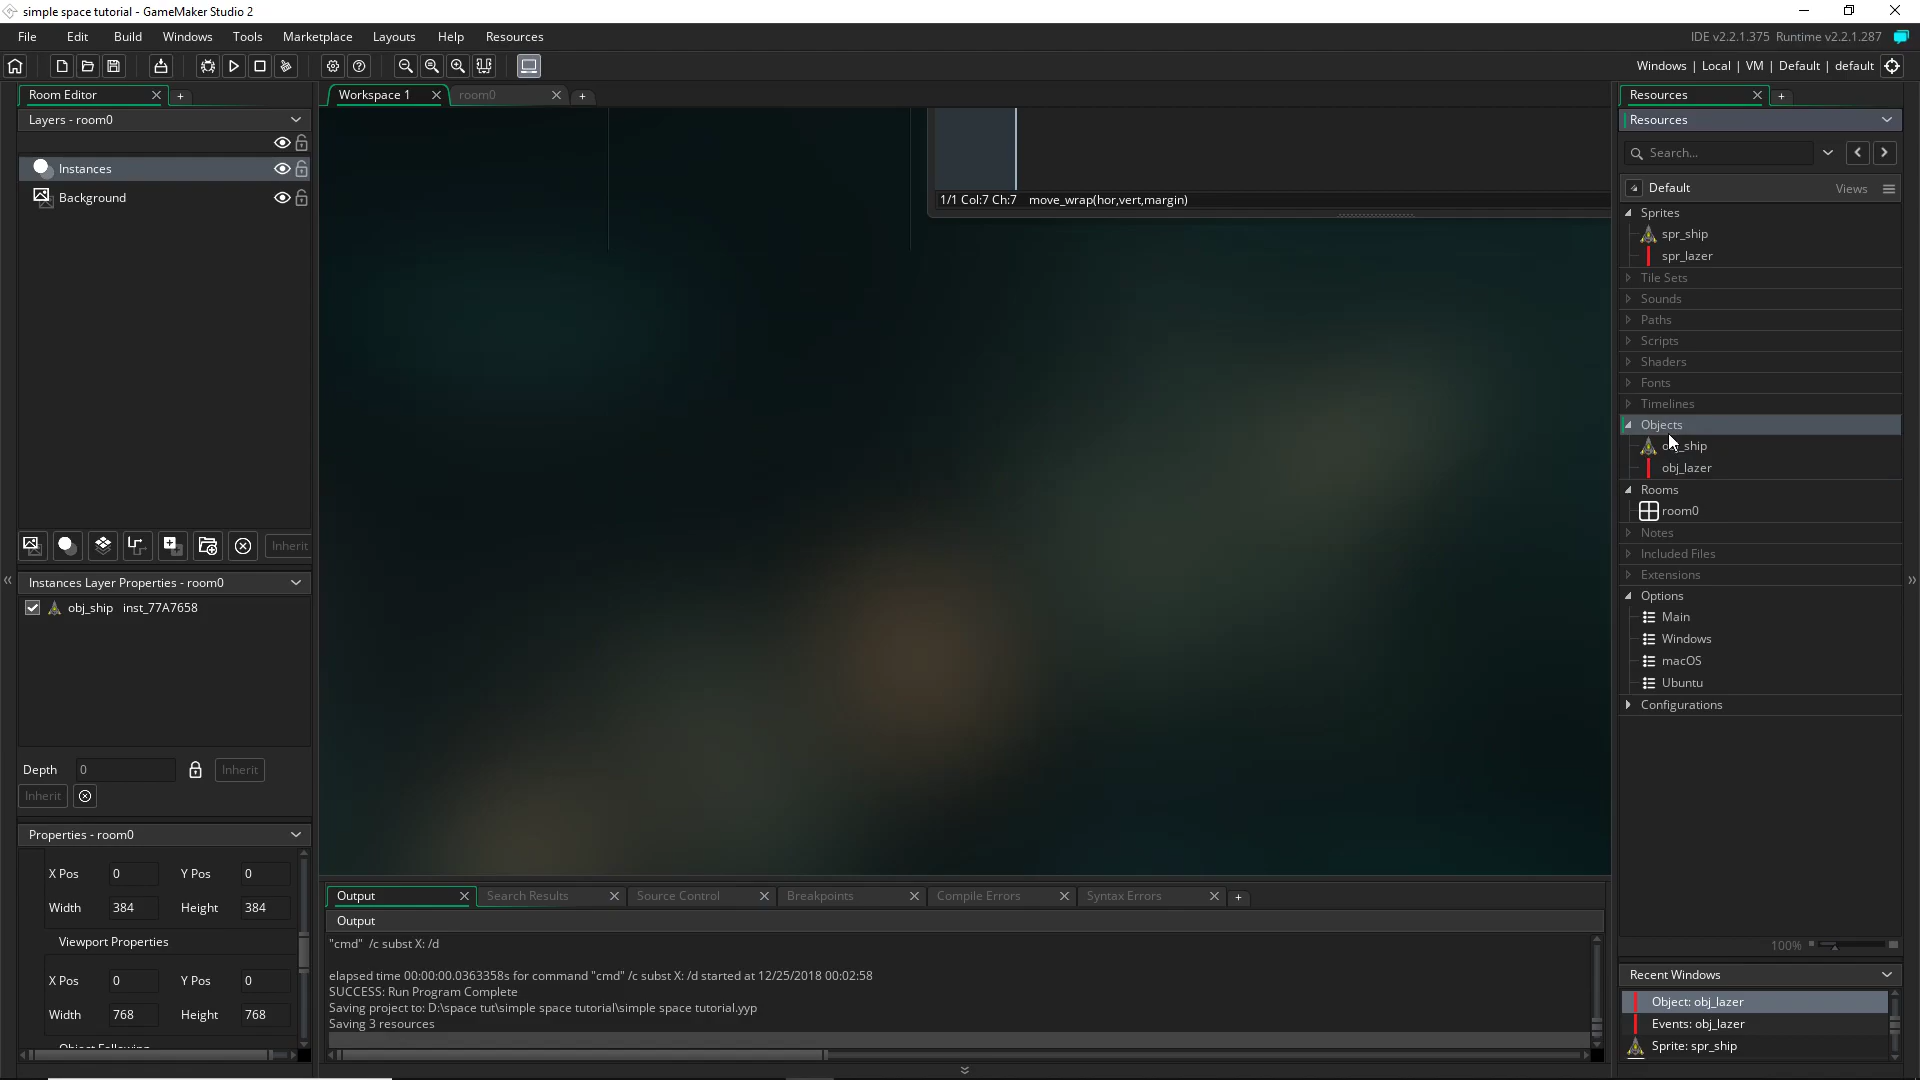 simple space tutorial - GameMaker Studio 2
File Edit Build Windows Tools Marketplace Layouts Help Resources
IDE v2.2.1.375 Runtime v2.2.1.287
Windows | Local | VM | Default | default
Room Editor
Workspace 1
room0
Resources
Layers - room0
Resources
Instances
Background
Search...
1/1 Col:7 Ch:7 move_wrap(hor,vert,margin)
Default
Views
Sprites
spr_ship
spr_lazer
Tile Sets
Sounds
Paths
Scripts
Shaders
Fonts
Timelines
Objects
obj_ship
obj_lazer
Rooms
room0
Notes
Included Files
Extensions
Options
Main
Windows
macOS
Ubuntu
Configurations
Inherit
Instances Layer Properties - room0
obj_ship inst_77A7658
Depth 0 Inherit
Inherit
Properties - room0
X Pos 0 Y Pos 0
Width 384 Height 384
Viewport Properties
X Pos 0 Y Pos 0
Width 768 Height 768
Object Following
Output Search Results Source Control Breakpoints Compile Errors Syntax Errors
Output
"cmd" /c subst X: /d
elapsed time 00:00:00.0363358s for command "cmd" /c subst X: /d started at 12/25/2018 00:02:58
SUCCESS: Run Program Complete
Saving project to: D:\space tut\simple space tutorial\simple space tutorial.yyp
Saving 3 resources
100%
Recent Windows
Object: obj_lazer
Events: obj_lazer
Sprite: spr_ship